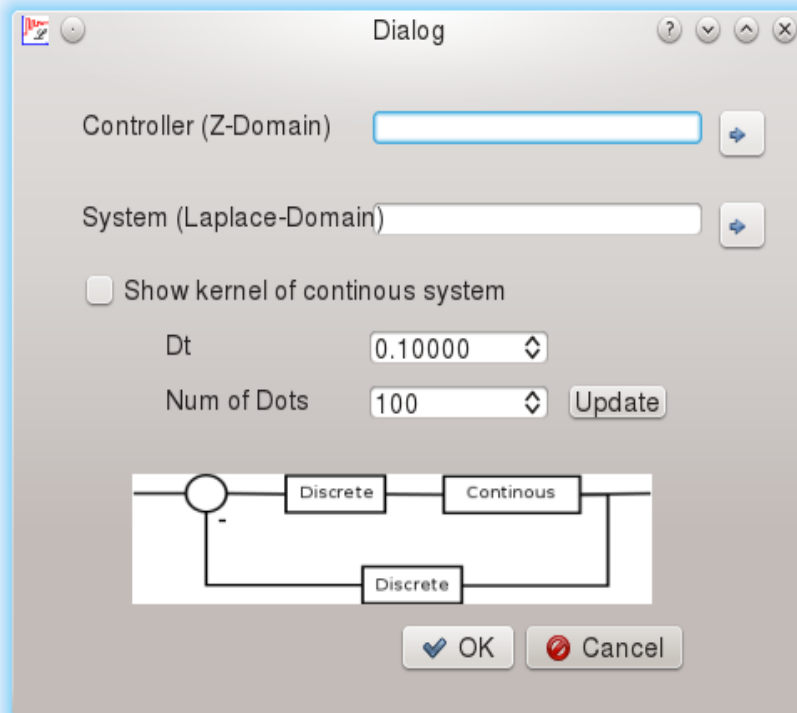 Dialog
Controller (Z-Domain)
System (Laplace-Domain)
Show kernel of continous system
Dt 0.10000
Num of Dots 100 Update
Discrete Continous
-
Discrete
OK Cancel